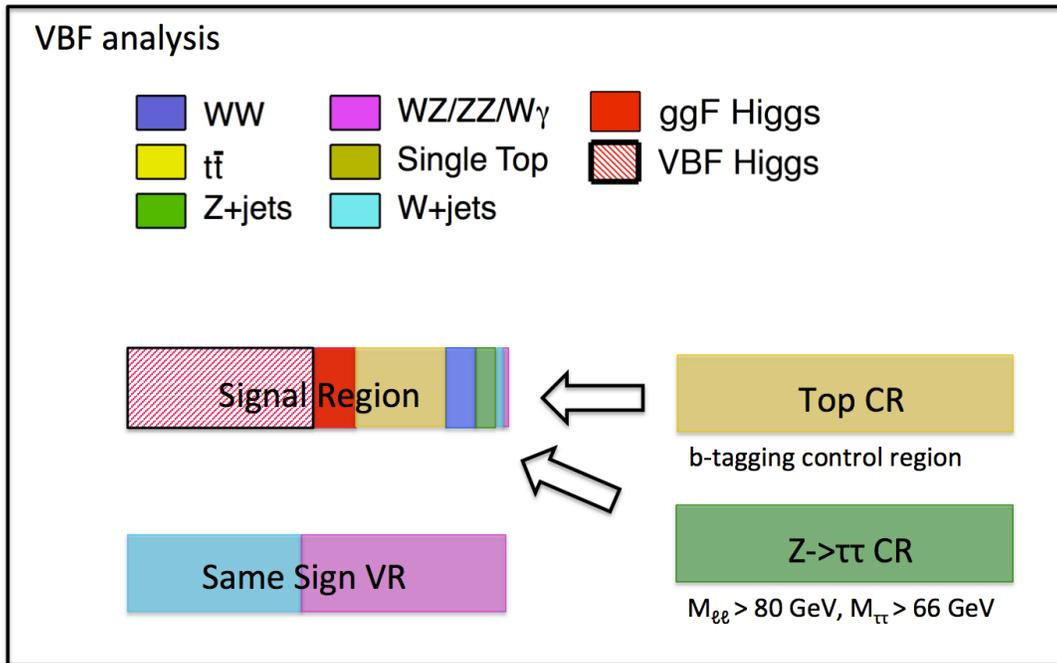 VBF analysis
WW
WZ/ZZ/Wγ
ggF Higgs
tt̄
Single Top
VBF Higgs
Z+jets
W+jets
Signal Region
Top CR
b-tagging control region
Same Sign VR
Z->ττ CR
Mℓℓ > 80 GeV, Mττ > 66 GeV